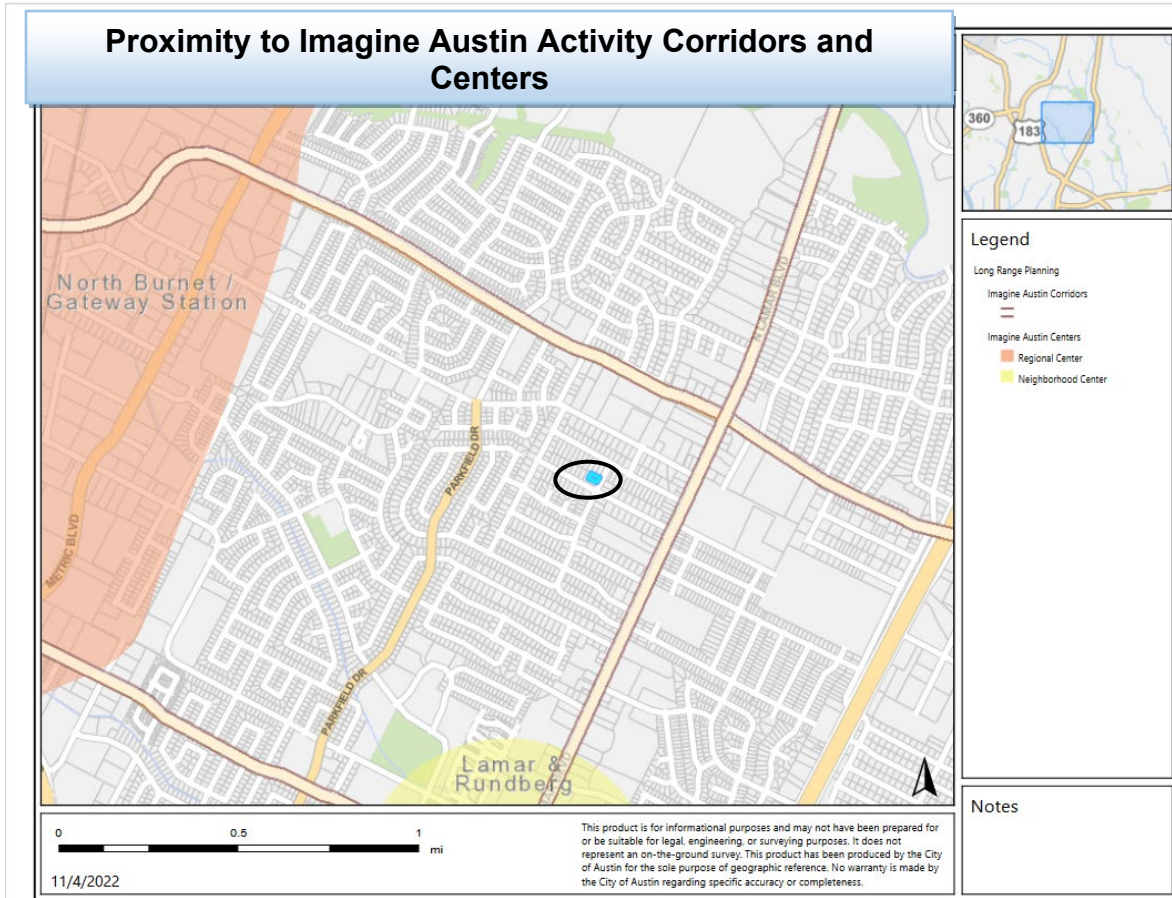 Proximity to Imagine Austin Activity Corridors and
Centers
360
183
North Burnet /
Gateway Station
N LAMAR BLVD
PARKFIELD DR
METRIC BLVD
PARKFIELD DR
Lamar &
Rundberg
Legend
Long Range Planning
Imagine Austin Corridors
Imagine Austin Centers
Regional Center
Neighborhood Center
Notes
0 0.5 1
mi
11/4/2022
This product is for informational purposes and may not have been prepared for
or be suitable for legal, engineering, or surveying purposes. It does not
represent an on-the-ground survey. This product has been produced by the City
of Austin for the sole purpose of geographic reference. No warranty is made by
the City of Austin regarding specific accuracy or completeness.